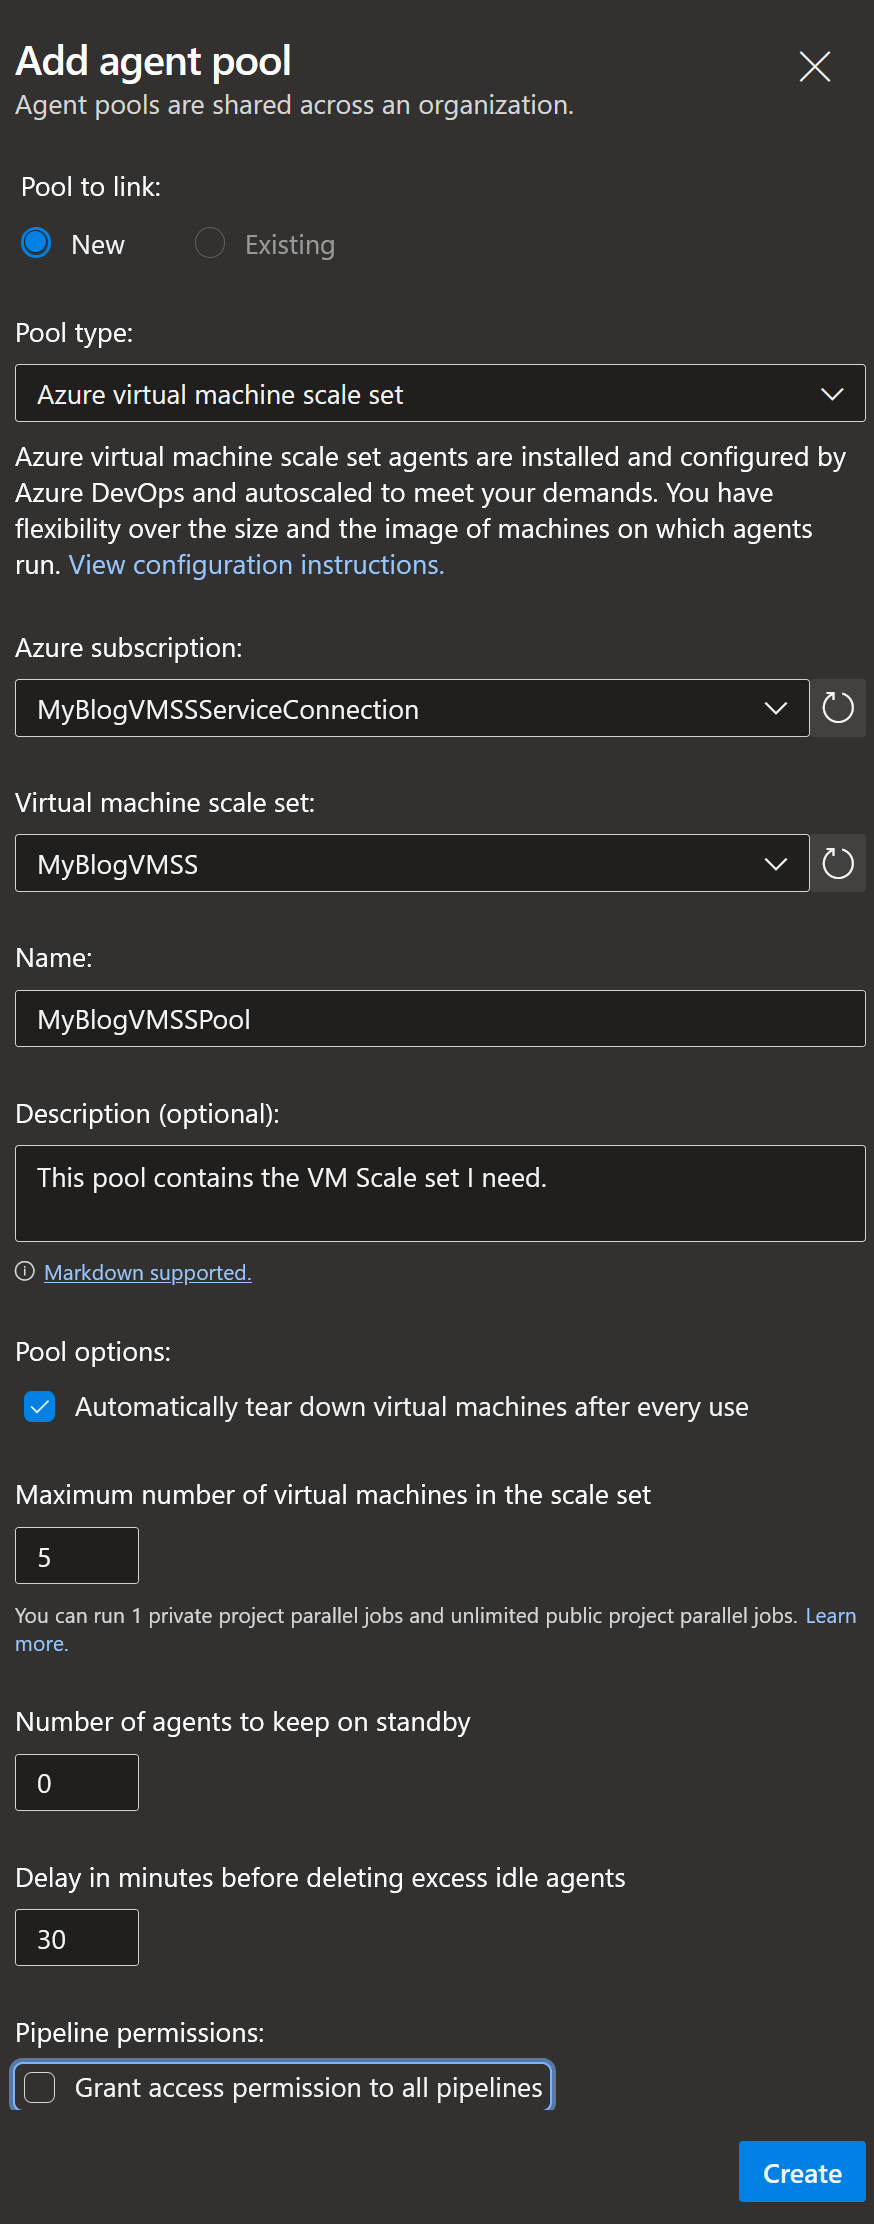 Add agent pool
Agent pools are shared across an organization.
Pool to link:
New
Existing
Pool type:
Azure virtual machine scale set
Azure virtual machine scale set agents are installed and configured by
Azure DevOps and autoscaled to meet your demands. You have
flexibility over the size and the image of machines on which agents
run. View configuration instructions.
Azure subscription:
MyBlogVMSSServiceConnection
Virtual machine scale set:
MyBlogVMSS
Name:
MyBlogVMSSPool
Description (optional):
This pool contains the VM Scale set I need.
Markdown supported.
Pool options:
Automatically tear down virtual machines after every use
Maximum number of virtual machines in the scale set
5
You can run 1 private project parallel jobs and unlimited public project parallel jobs. Learn
more.
Number of agents to keep on standby
0
Delay in minutes before deleting excess idle agents
30
Pipeline permissions:
Grant access permission to all pipelines
Create